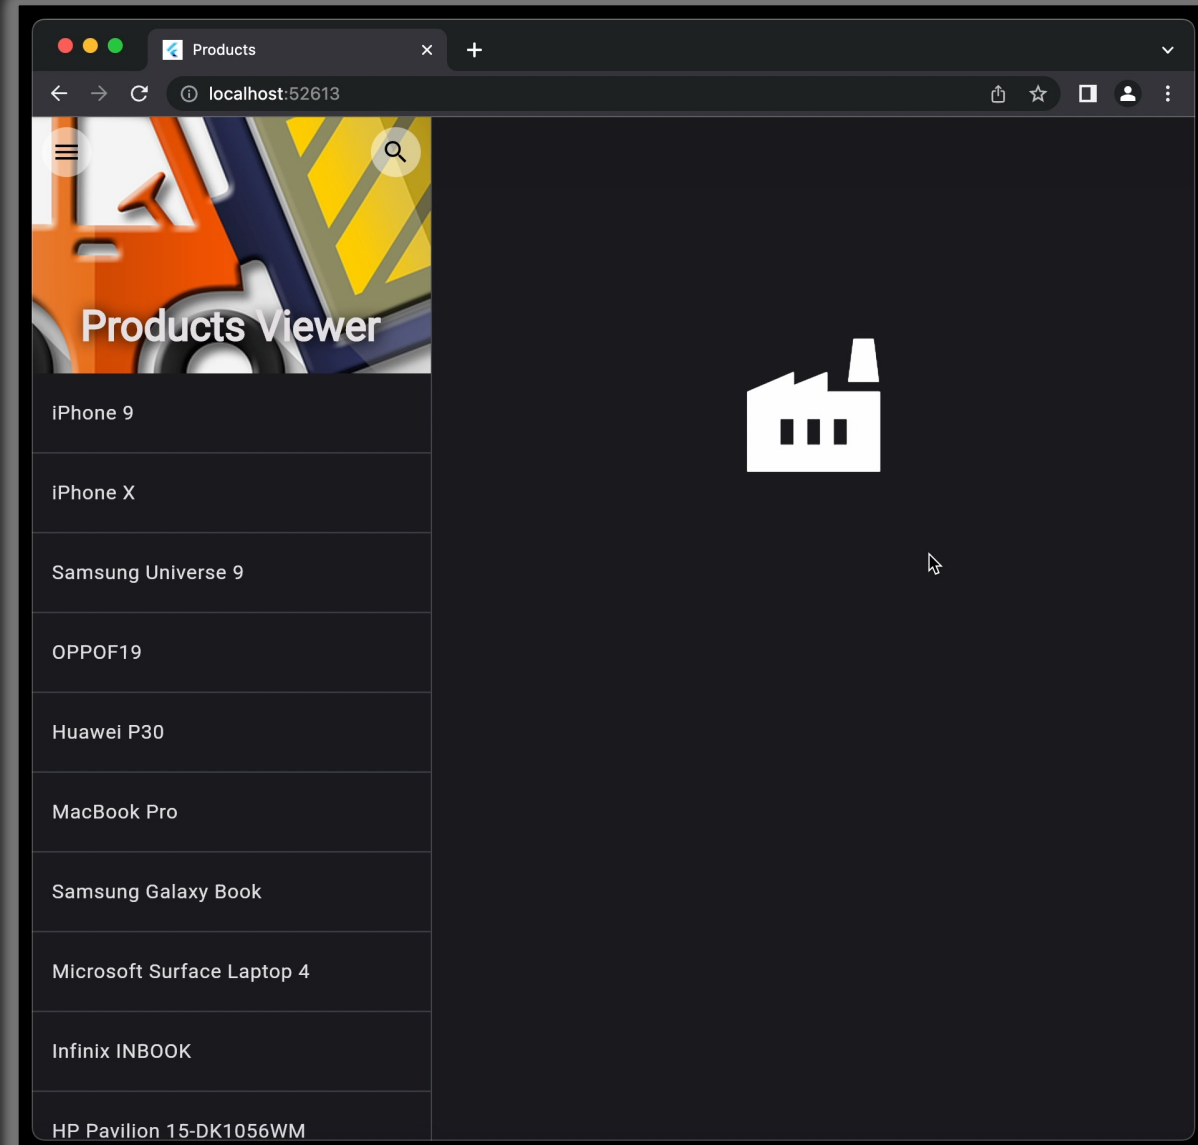 Products
localhost:52613
Products Viewer
iPhone 9
iPhone X
Samsung Universe 9
OPPOF19
Huawei P30
MacBook Pro
Samsung Galaxy Book
Microsoft Surface Laptop 4
Infinix INBOOK
HP Pavilion 15-DK1056WM